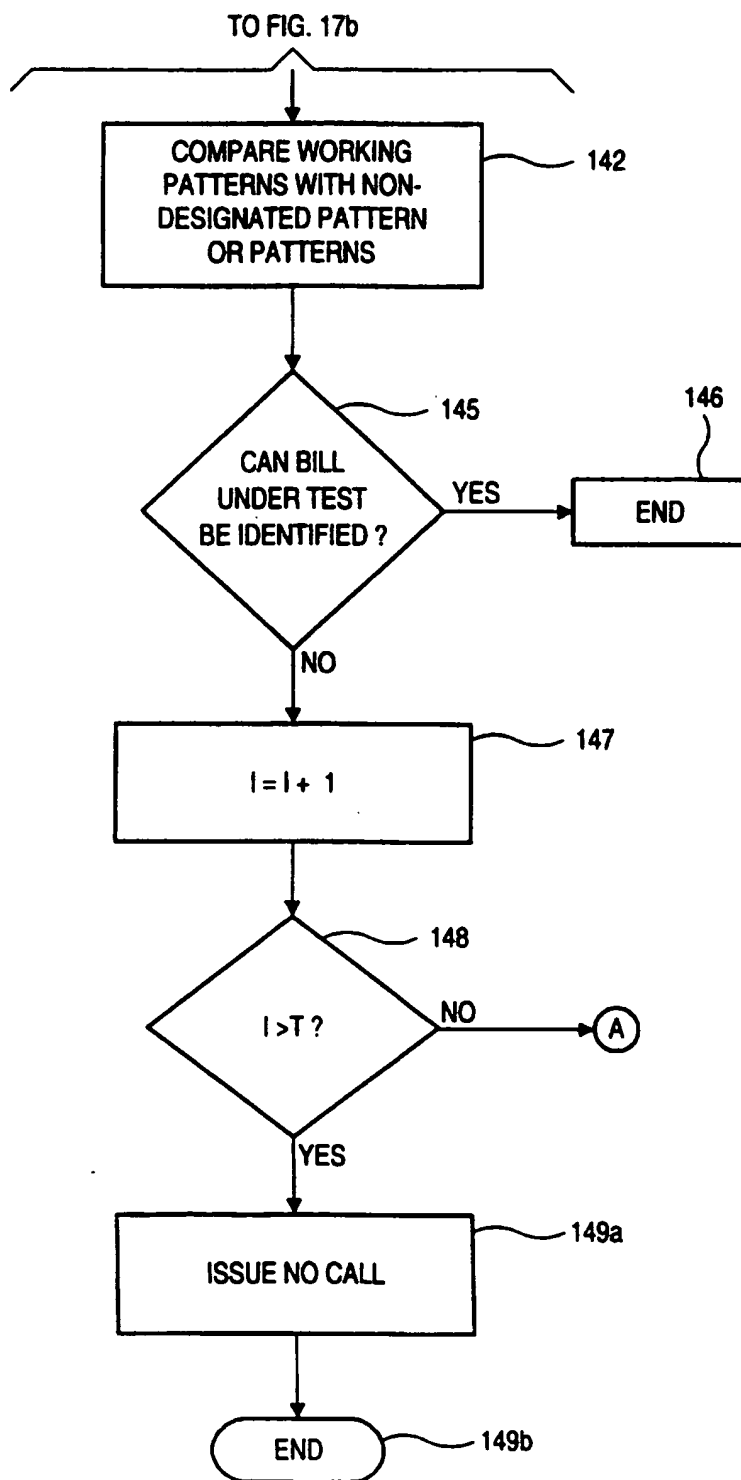 TO FIG. 17b
COMPARE WORKING
PATTERNS WITH NON-
DESIGNATED PATTERN
OR PATTERNS
142
145
CAN BILL
UNDER TEST
BE IDENTIFIED ?
YES
146
END
NO
147
I = I + 1
148
I >T ?
NO
A
YES
149a
ISSUE NO CALL
END
149b